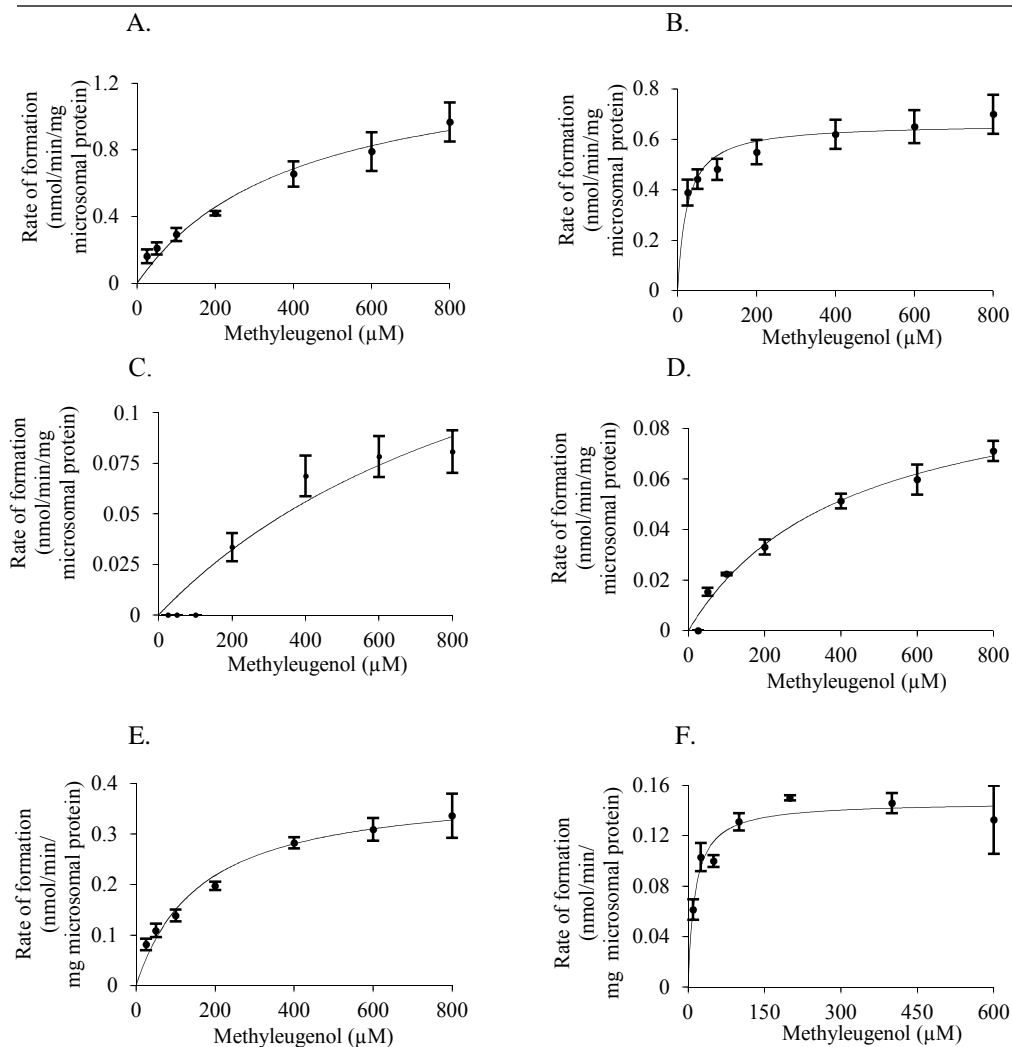 A.
Rate of formation
(nmol/min/mg
microsomal protein)
1.2
0.8
0.4
0
0 200 400 600 800
Methyleugenol (µM)
B.
Rate of formation
(nmol/min/mg
microsomal protein)
0.8
0.6
0.4
0.2
0
0 200 400 600 800
Methyleugenol (µM)
C.
Rate of formation
(nmol/min/mg
microsomal protein)
0.1
0.075
0.05
0.025
0
0 200 400 600 800
Methyleugenol (µM)
D.
Rate of formation
(nmol/min/mg
microsomal protein)
0.08
0.06
0.04
0.02
0
0 200 400 600 800
Methyleugenol (µM)
E.
Rate of formation
(nmol/min/
mg microsomal protein)
0.4
0.3
0.2
0.1
0
0 200 400 600 800
Methyleugenol (µM)
F.
Rate of formation
(nmol/min/
mg microsomal protein)
0.16
0.12
0.08
0.04
0
0 150 300 450 600
Methyleugenol (µM)